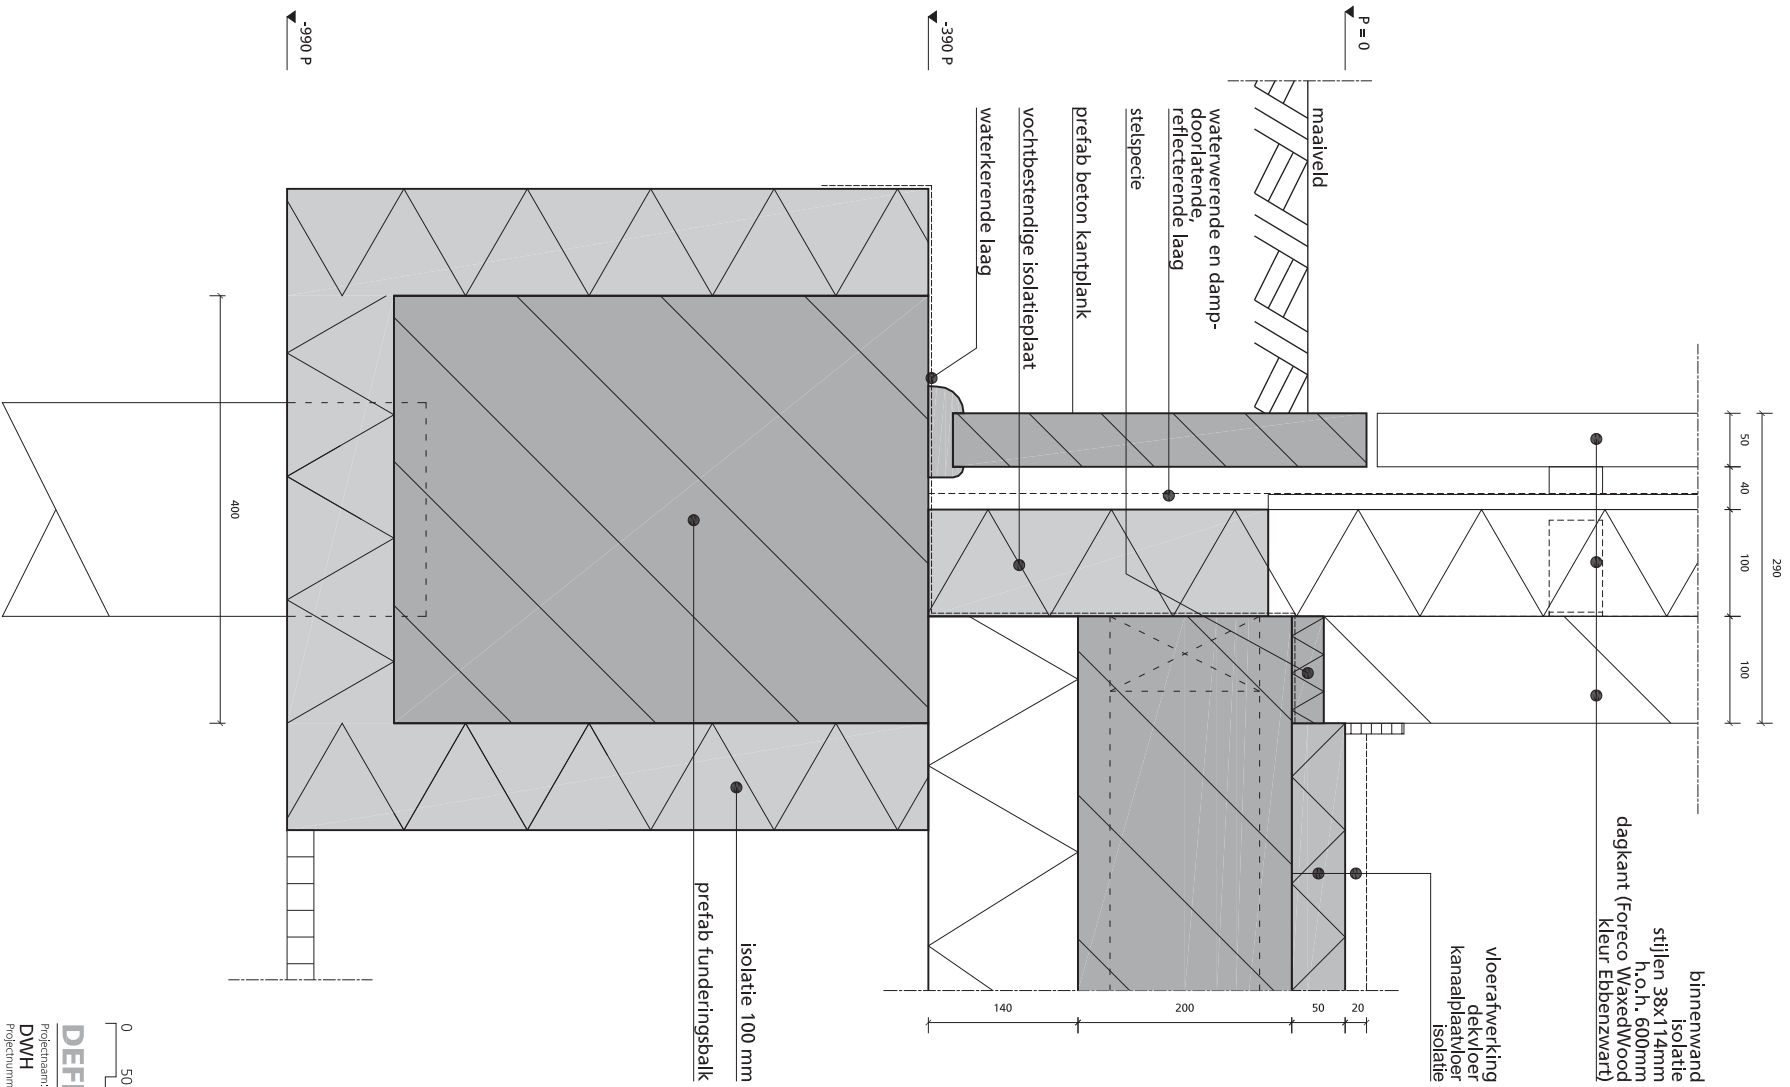 -990 P
-390 P
P = 0
maaiveld
waterwerende en damp-
doorlatende,
reflecterende laag
stelspecie
prefab beton kantplank
vochtbestendige isolatieplaat
waterkerende laag
50
40
100
100
290
400
binnenwand
isolatie
stijlen 38x114mm
h.o.h. 600mm
dagkant (Foreco WaxedWood
kleur Ebbenzwart)
vloerafwerking
dekvloer
kanaalplaatvloer
isolatie
140
200
50
20
isolatie 100 mm
prefab funderingsbalk
0
50
Projectnaam:
DWH